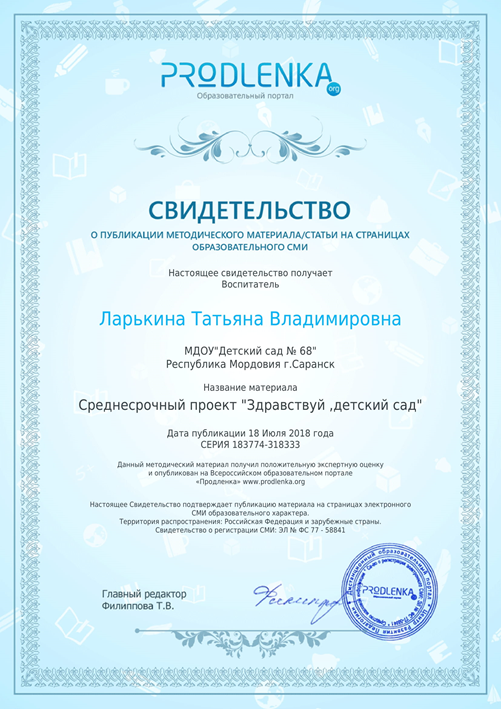 PRODLENKA.org
Образовательный портал
СВИДЕТЕЛЬСТВО
О ПУБЛИКАЦИИ МЕТОДИЧЕСКОГО МАТЕРИАЛА/СТАТЬИ НА СТРАНИЦАХ
ОБРАЗОВАТЕЛЬНОГО СМИ
Настоящее свидетельство получает
Воспитатель
Ларькина Татьяна Владимировна
МДОУ"Детский сад № 68"
Республика Мордовия г.Саранск
Название материала
Среднесрочный проект "Здравствуй ,детский сад"
Дата публикации 18 Июля 2018 года
СЕРИЯ 183774-318333
Данный методический материал получил положительную экспертную оценку
и опубликован на Всероссийском образовательном портале
«Продленка» www.prodlenka.org
Настоящее Свидетельство подтверждает публикацию материала на страницах электронного
СМИ образовательного характера.
Территория распространения: Российская Федерация и зарубежные страны.
Свидетельство о регистрации СМИ: ЭЛ № ФС 77 - 58841
Главный редактор
Филиппова Т.В.
PRODLENKA